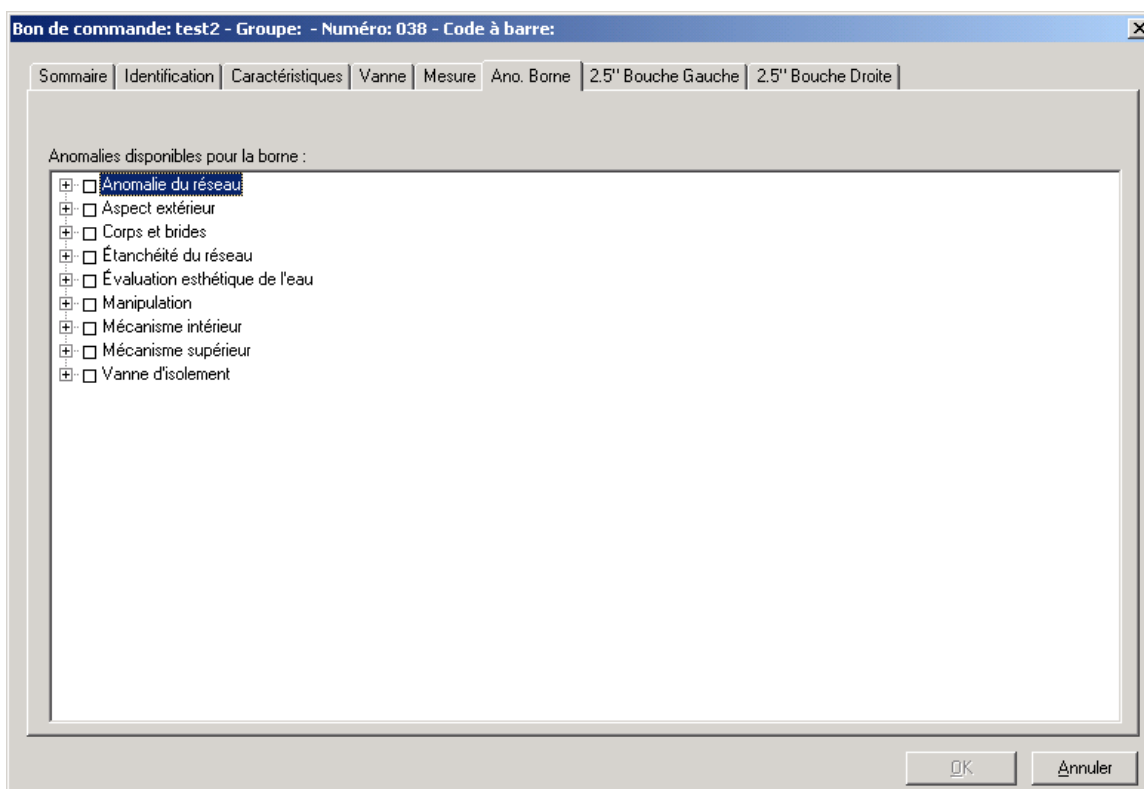 Bon de commande: test2 - Groupe:  - Numéro: 038 - Code à barre:
Sommaire Identification Caractéristiques Vanne Mesure Ano. Borne 2.5'' Bouche Gauche 2.5'' Bouche Droite
Anomalies disponibles pour la borne :
Anomalie du réseau
Aspect extérieur
Corps et brides
Étanchéité du réseau
Évaluation esthétique de l'eau
Manipulation
Mécanisme intérieur
Mécanisme supérieur
Vanne d'isolement
OK Annuler